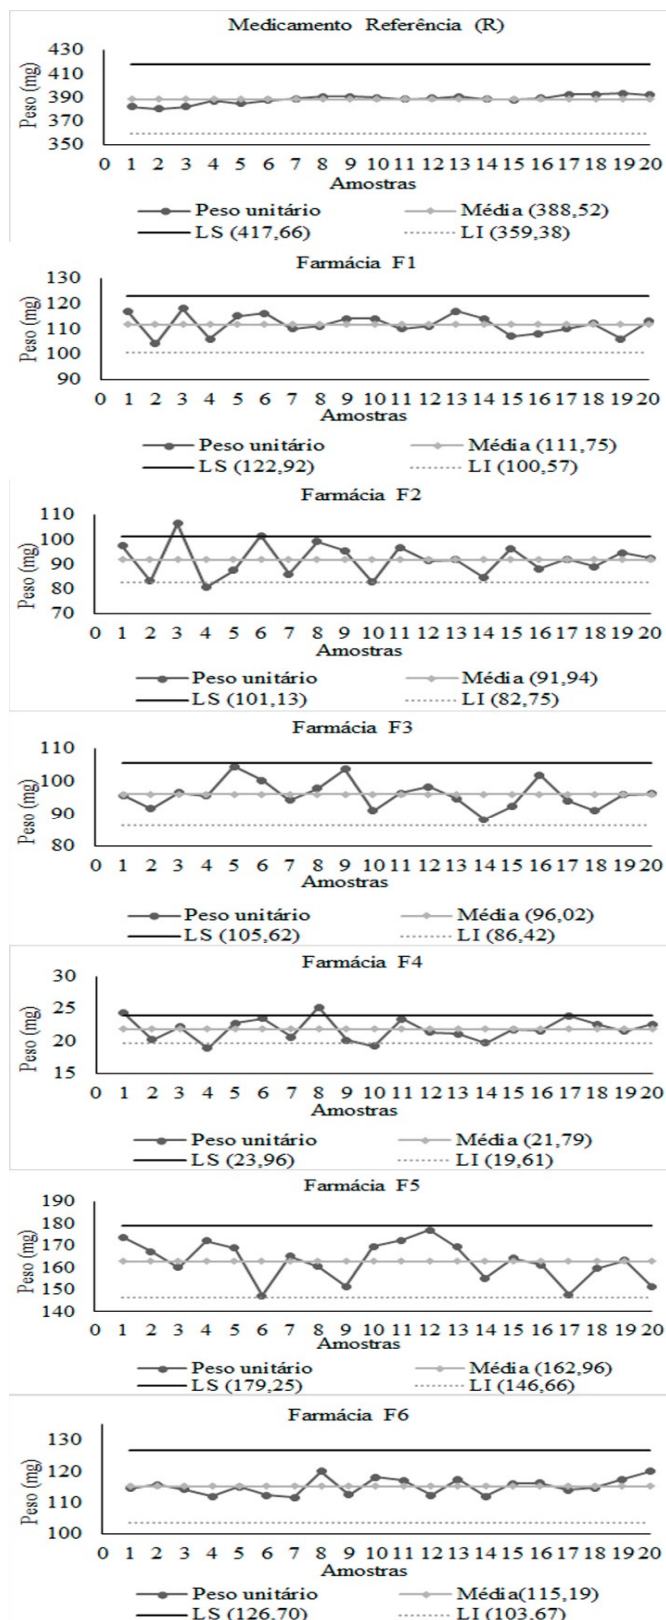 Medicamento Referência (R)
430
410
390
370
350
Peso (mg)
0 1 2 3 4 5 6 7 8 9 10 11 12 13 14 15 16 17 18 19 20
Amostras
Peso unitário Média (388,52)
LS (417,66) LI (359,38)
Farmácia F1
130
120
110
100
90
Peso (mg)
0 1 2 3 4 5 6 7 8 9 10 11 12 13 14 15 16 17 18 19 20
Amostras
Peso unitário Média (111,75)
LS (122,92) LI (100,57)
Farmácia F2
110
100
90
80
70
Peso (mg)
0 1 2 3 4 5 6 7 8 9 10 11 12 13 14 15 16 17 18 19 20
Amostras
Peso unitário Média (91,94)
LS (101,13) LI (82,75)
Farmácia F3
110
100
90
80
Peso (mg)
0 1 2 3 4 5 6 7 8 9 10 11 12 13 14 15 16 17 18 19 20
Amostras
Peso unitário Média (96,02)
LS (105,62) LI (86,42)
Farmácia F4
30
25
20
15
Peso (mg)
0 1 2 3 4 5 6 7 8 9 10 11 12 13 14 15 16 17 18 19 20
Amostras
Peso unitário Média (21,79)
LS (23,96) LI (19,61)
Farmácia F5
190
180
170
160
150
140
Peso (mg)
0 1 2 3 4 5 6 7 8 9 10 11 12 13 14 15 16 17 18 19 20
Amostras
Peso unitário Média (162,96)
LS (179,25) LI (146,66)
Farmácia F6
130
120
110
100
Peso (mg)
0 1 2 3 4 5 6 7 8 9 10 11 12 13 14 15 16 17 18 19 20
Amostras
Peso unitário Média(115,19)
LS (126,70) LI (103,67)